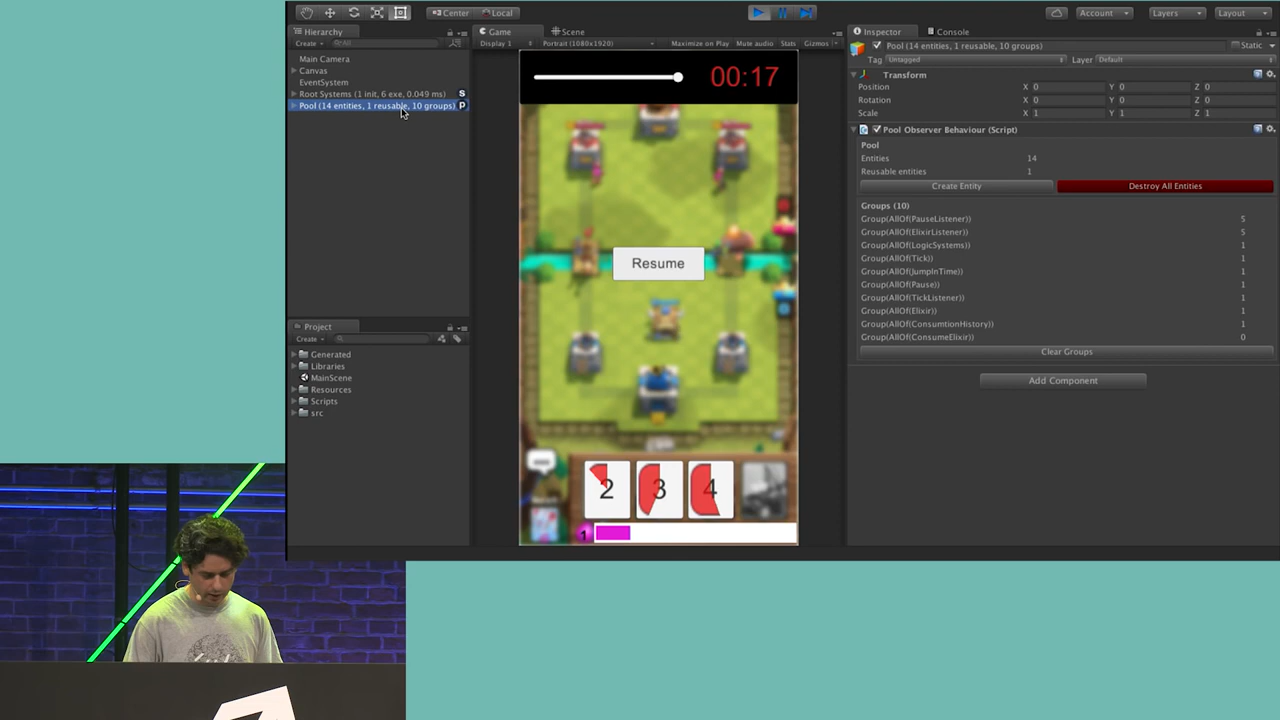 Center
Local
Account
Layers
Layout
Hierarchy
Create
All
Main Camera
Canvas
EventSystem
Root Systems (1 init, 6 exe, 0.049 ms)
S
Pool (14 entities, 1 reusable, 10 groups)
P
Project
Create
Generated
Libraries
MainScene
Resources
Scripts
src
Game
Scene
Display 1
Portrait (1080x1920)
Maximize on Play
Mute audio
Stats
Gizmos
00:17
Resume
2
3
4
1
Inspector
Console
Pool (14 entities, 1 reusable, 10 groups)
Static
Tag
Untagged
Layer
Default
Transform
Position X 0 Y 0 Z 0
Rotation X 0 Y 0 Z 0
Scale X 1 Y 1 Z 1
Pool Observer Behaviour (Script)
Pool
Entities 14
Reusable entities 1
Create Entity
Destroy All Entities
Groups (10)
Group(AllOf(PauseListener)) 5
Group(AllOf(ElixirListener)) 5
Group(AllOf(LogicSystems)) 1
Group(AllOf(Tick)) 1
Group(AllOf(JumpInTime)) 1
Group(AllOf(Pause)) 1
Group(AllOf(TickListener)) 1
Group(AllOf(Elixir)) 1
Group(AllOf(ConsumtionHistory)) 1
Group(AllOf(ConsumeElixir)) 0
Clear Groups
Add Component